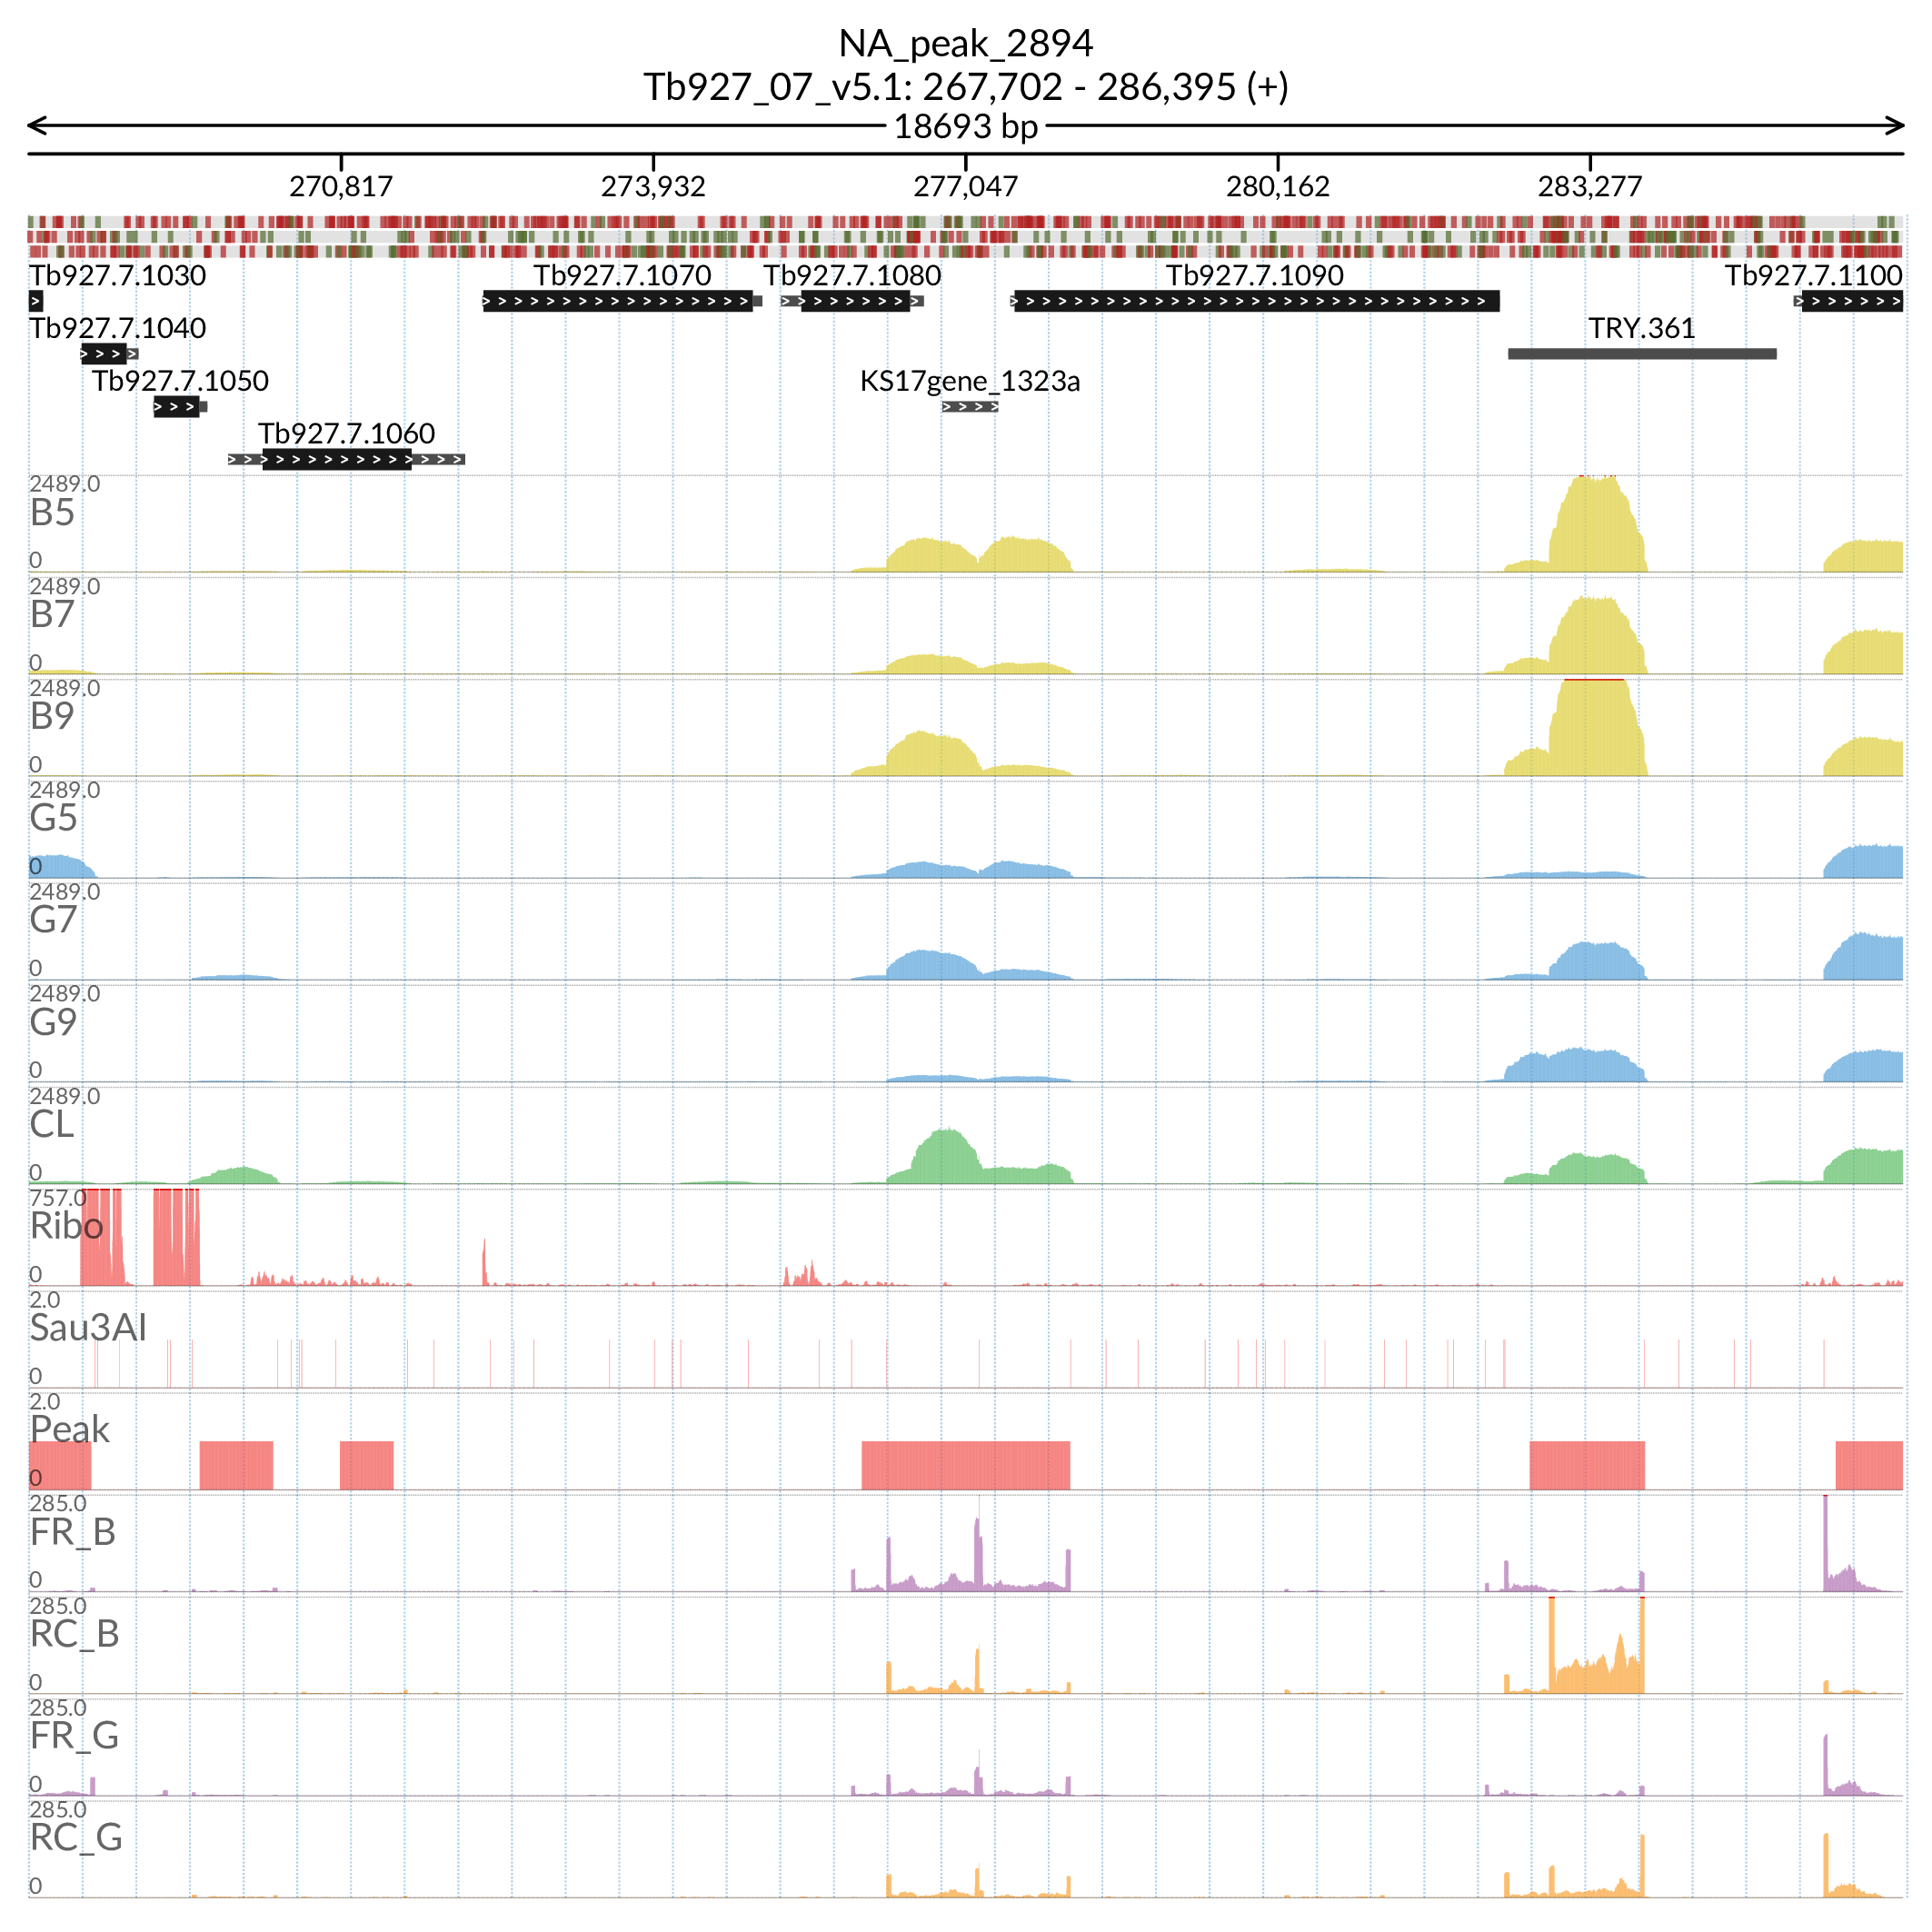 NA_peak_2894
Tb927_07_v5.1: 267,702 - 286,395 (+)
18693 bp
270,817 273,932 277,047 280,162 283,277
Tb927.7.1030 Tb927.7.1070 Tb927.7.1080 Tb927.7.1090 Tb927.7.1100
Tb927.7.1040 TRY.361
Tb927.7.1050 KS17gene_1323a
Tb927.7.1060
2489.0
B5
0
2489.0
B7
0
2489.0
B9
0
2489.0
G5
0
2489.0
G7
0
2489.0
G9
0
2489.0
CL
0
757.0
Ribo
0
2.0
Sau3AI
0
2.0
Peak
0
285.0
FR_B
0
285.0
RC_B
0
285.0
FR_G
0
285.0
RC_G
0